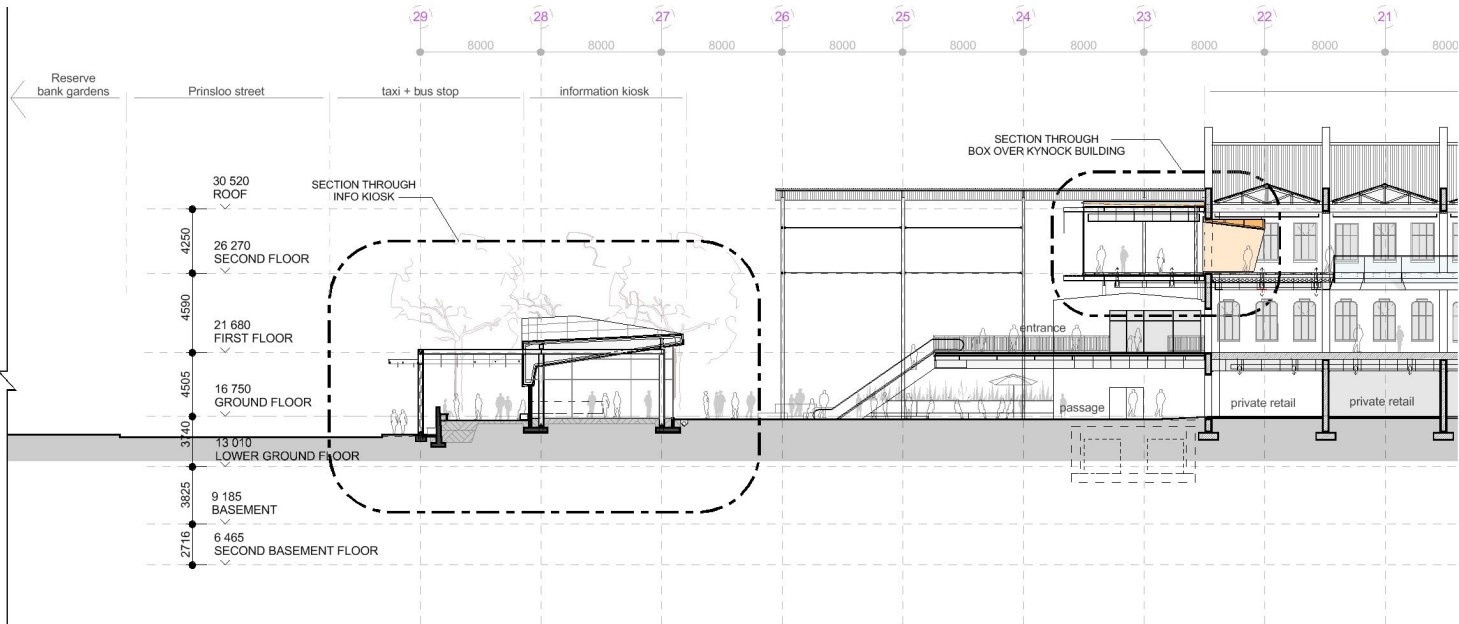 29 28 27 26 25 24 23 22 21
8000 8000 8000 8000 8000 8000 8000 8000 8000
Reserve
bank gardens
Prinsloo street
taxi + bus stop
information kiosk
SECTION THROUGH
BOX OVER KYNOCK BUILDING
SECTION THROUGH
INFO KIOSK
30 520
ROOF
4250
26 270
SECOND FLOOR
4590
21 680
FIRST FLOOR
4505
16 750
GROUND FLOOR
3740
13 010
LOWER GROUND FLOOR
3825
9 185
BASEMENT
2716
6 465
SECOND BASEMENT FLOOR
entrance
passage
private retail
private retail